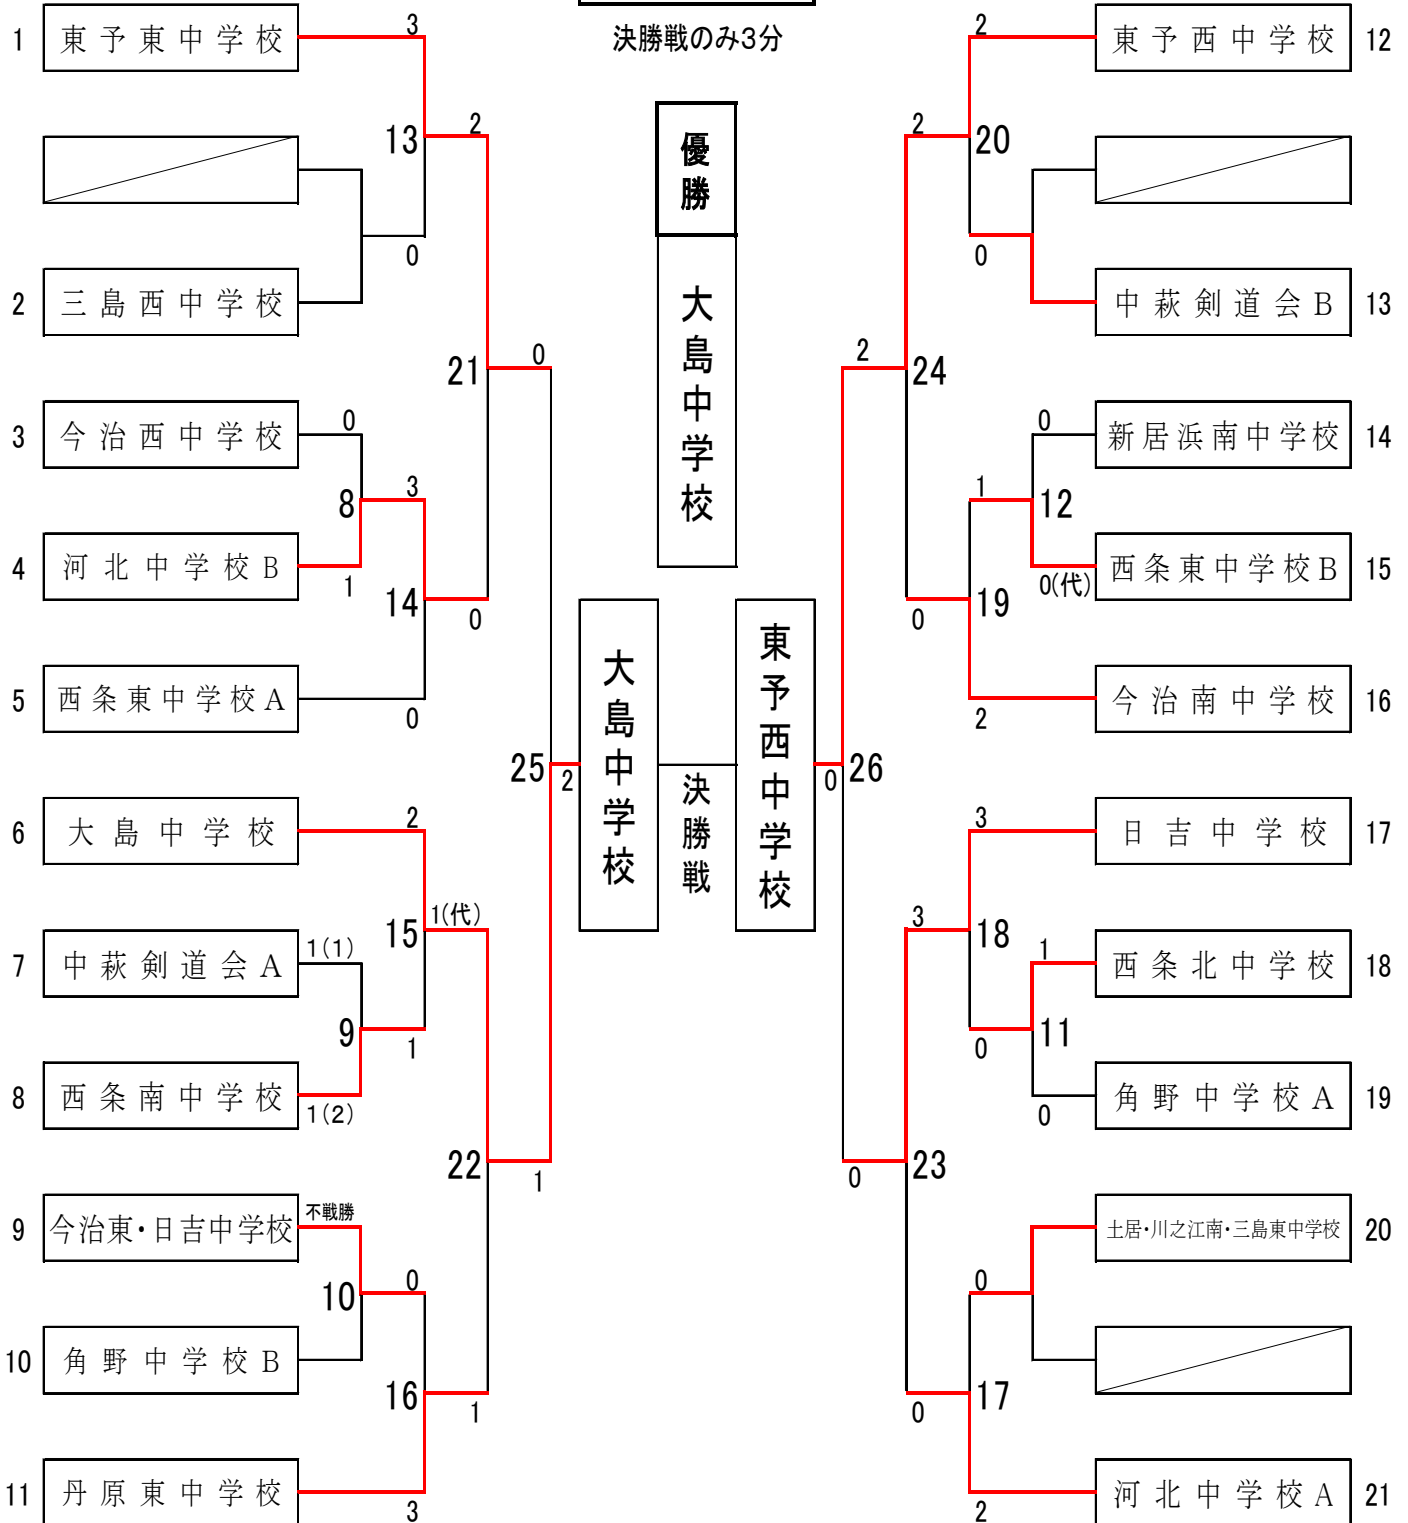 決勝戦のみ3分
優勝
大島中学校
大島中学校
決勝戦
東予西中学校
1 東予東中学校 3
13 2
0
2 三島西中学校
21 0
3 今治西中学校 0
8 3
4 河北中学校B 1
14 0
5 西条東中学校A 0
25 2
6 大島中学校 2
15 1(代)
7 中萩剣道会A 1(1)
9 1
8 西条南中学校 1(2)
22 1
9 今治東・日吉中学校 不戦勝
10 0
10 角野中学校B
16 1
11 丹原東中学校 3
2 東予西中学校 12
2 20
0
中萩剣道会B 13
2 24
0 新居浜南中学校 14
1 12
0(代) 西条東中学校B 15
0 19
2 今治南中学校 16
0 26
3 日吉中学校 17
3 18
1 西条北中学校 18
0 11
0 角野中学校A 19
0 23
土居・川之江南・三島東中学校 20
0
0 17
2 河北中学校A 21